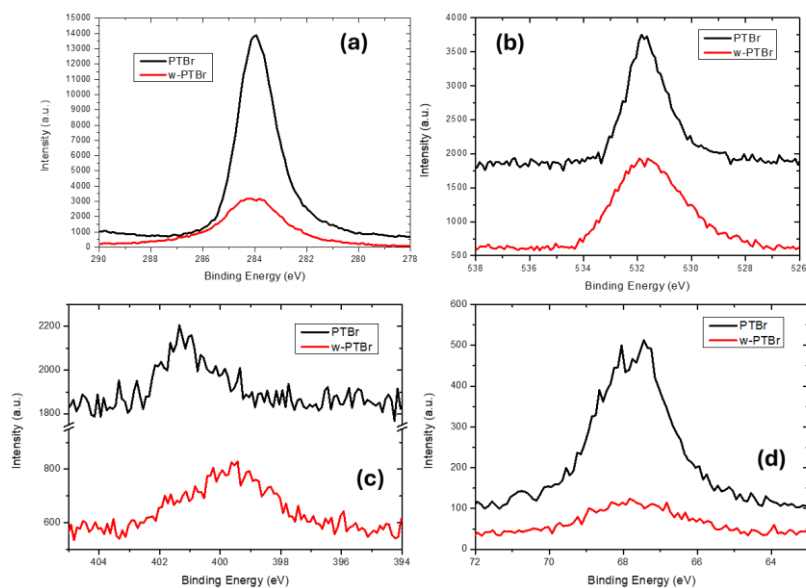 (a)
PTBr
w-PTBr
15000
14000
13000
12000
11000
10000
9000
8000
7000
6000
5000
4000
3000
2000
1000
0
Intensity (a.u.)
290 288 286 284 282 280 278
Binding Energy (eV)
(b)
PTBr
w-PTBr
4000
3500
3000
2500
2000
1500
1000
500
Intensity (a.u.)
538 536 534 532 530 528 526
Binding Energy (eV)
(c)
PTBr
w-PTBr
2200
2000
1800
800
600
Intensity (a.u.)
404 402 400 398 396 394
Binding Energy (eV)
(d)
PTBr
w-PTBr
600
500
400
300
200
100
0
Intensity (a.u.)
72 70 68 66 64
Binding Energy (eV)